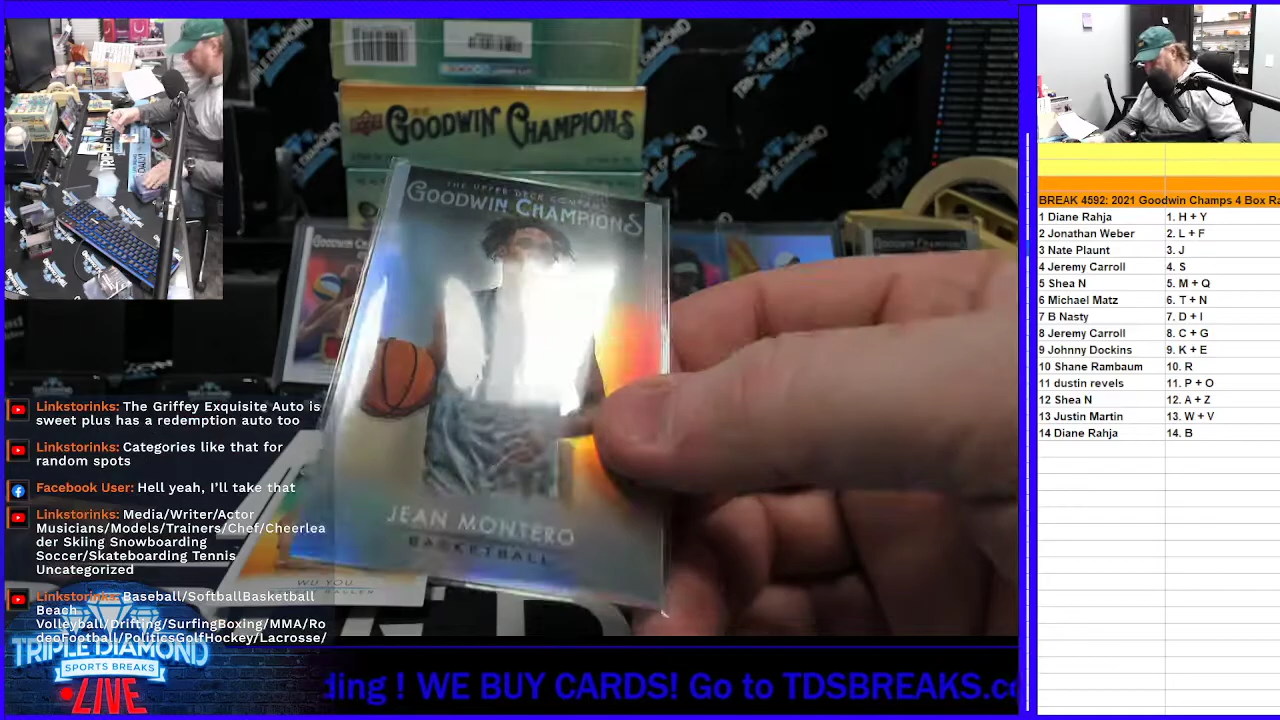 GOODWIN CHAMPIONS
THE UPPER DECK COMPANY
GOODWIN CHAMPIONS
JEAN MONTERO
BASKETBALL
WU YOU
Linkstorinks: The Griffey Exquisite Auto is
sweet plus has a redemption auto too
Linkstorinks: Categories like that for
random spots
Facebook User: Hell yeah, I'll take that
Linkstorinks: Media/Writer/Actor
Musicians/Models/Trainers/Chef/Cheerlea
der Skiing Snowboarding
Soccer/Skateboarding Tennis
Uncategorized
Linkstorinks: Baseball/SoftballBasketball
Beach
Volleyball/Drifting/SurfingBoxing/MMA/Ro
deoFootball/PoliticsGolfHockey/Lacrosse/
TRIPLE DIAMOND
SPORTS BREAKS
LIVE
ding ! WE BUY CARDS! Go to TDSBREAKS.c
BREAK 4592: 2021 Goodwin Champs 4 Box Ra
1 Diane Rahja 1. H + Y
2 Jonathan Weber 2. L + F
3 Nate Plaunt 3. J
4 Jeremy Carroll 4. S
5 Shea N 5. M + Q
6 Michael Matz 6. T + N
7 B Nasty 7. D + I
8 Jeremy Carroll 8. C + G
9 Johnny Dockins 9. K + E
10 Shane Rambaum 10. R
11 dustin revels 11. P + O
12 Shea N 12. A + Z
13 Justin Martin 13. W + V
14 Diane Rahja 14. B